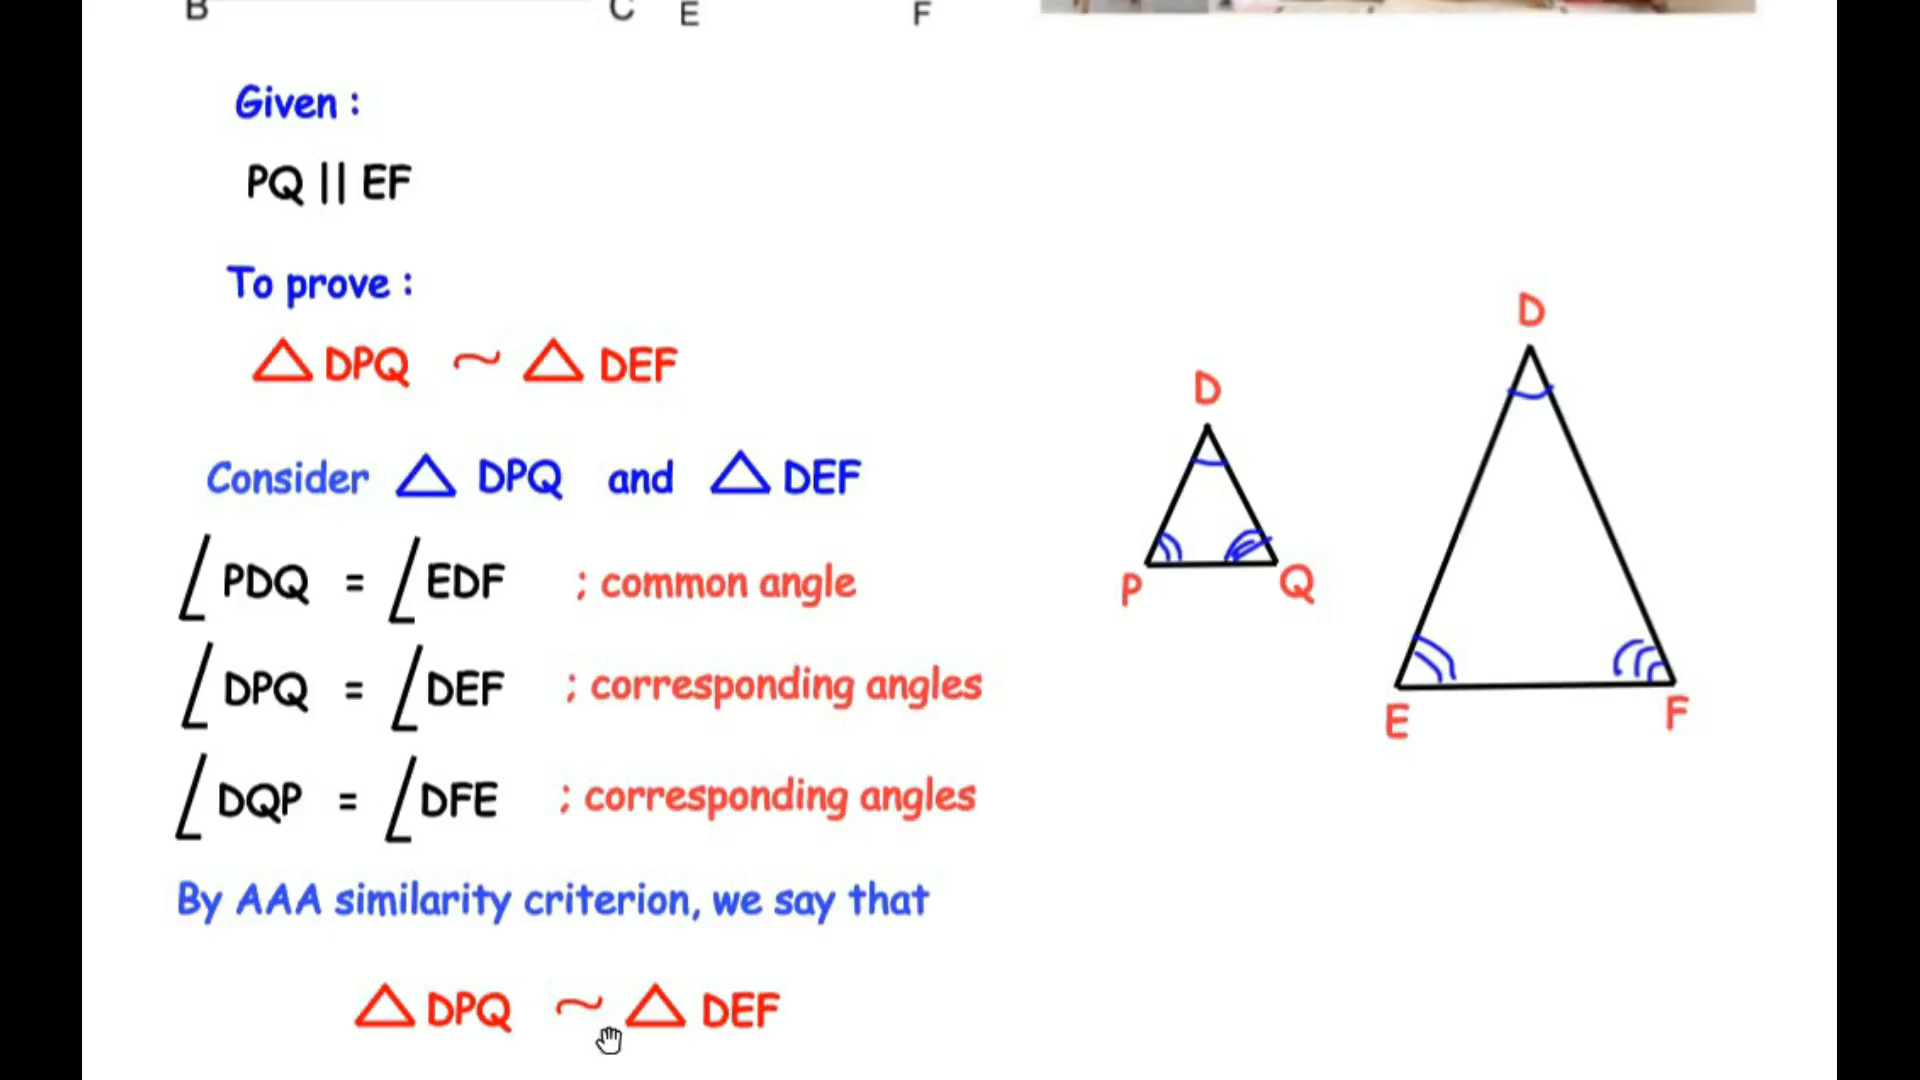 B C E F
Given :
PQ || EF
To prove :
△ DPQ ~ △ DEF
Consider △ DPQ and △ DEF
∠PDQ = ∠EDF ; common angle
∠DPQ = ∠DEF ; corresponding angles
∠DQP = ∠DFE ; corresponding angles
By AAA similarity criterion, we say that
△ DPQ ~ △ DEF
D
P Q
D
E F